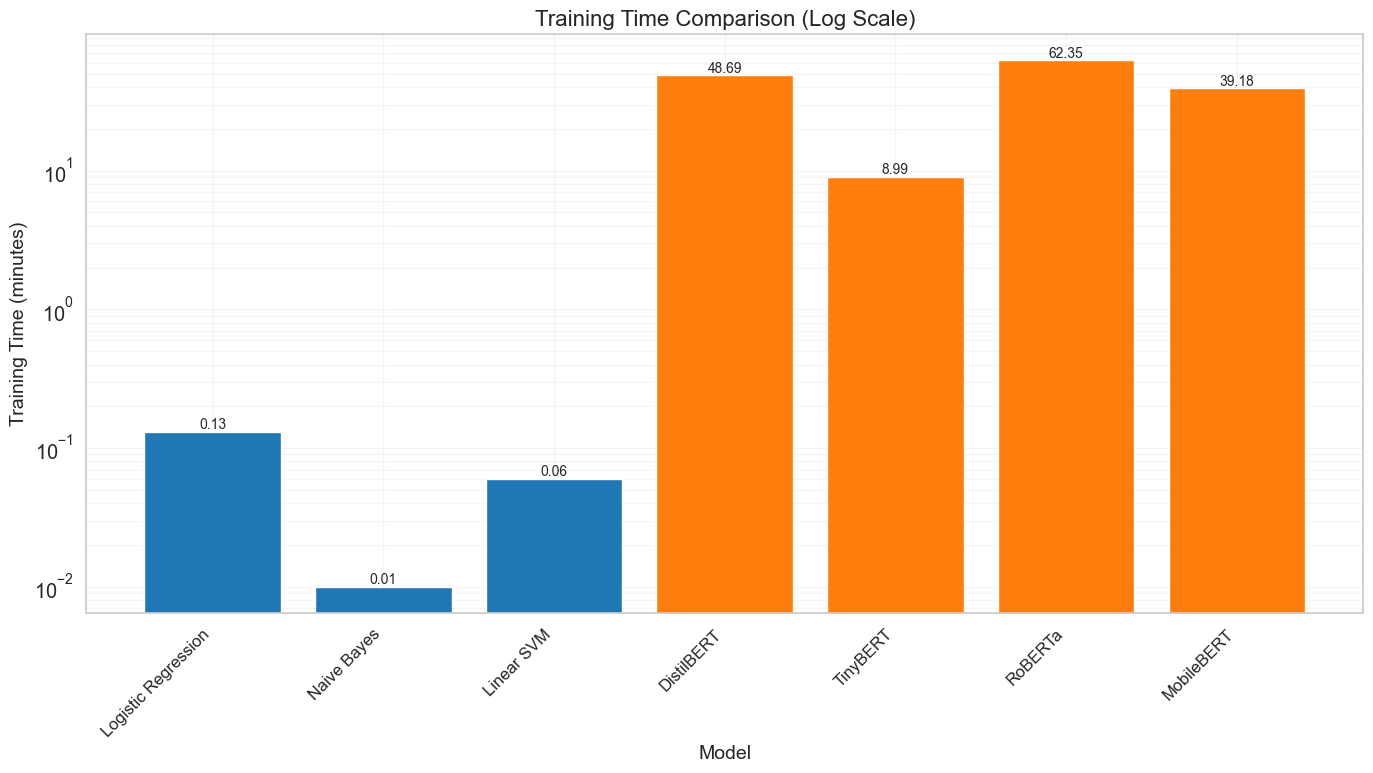 Training Time Comparison (Log Scale)
Training Time (minutes)
10^1
10^0
10^−1
10^−2
0.13
0.01
0.06
48.69
8.99
62.35
39.18
Logistic Regression
Naive Bayes
Linear SVM
DistilBERT
TinyBERT
RoBERTa
MobileBERT
Model